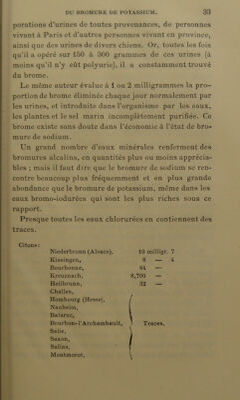 DU BROMURE DE POTASSIUM. 33
porations d'urines de toutes provenances, de personnes
vivant à Paris et d'autres personnes vivant en province,
ainsi que des urines de divers chiens. Or, toutes les fois
qu'il a opéré sur 150 à 300 grammes de ces urines (à
moins qu'il n'y eût polyurie), il a constamment trouvé
du brome.
Le même auteur évalue à 1 ou 2 milligrammes la pro-
portion de brome éliminée chaque jour normalement par
les urines, et introduite dans l'organisme par les eaux,
les plantes et le sel marin incomplètement purifiée. Ce
brome existe sans doute dans l'économie à l'état de bro-
mure de sodium.
Un grand nombre d'eaux minérales renferment des
bromures alcalins, en quantités plus ou moins apprécia-
bles ; mais il faut dire que le bromure de sodium se ren-
contre beaucoup plus fréquemment et en plus grande
abondance que le bromure de potassium, même dans les
eaux bromo-iodurées qui sont les plus riches sous ce
rapport.
Presque toutes les eaux chlorurées en contiennent des
traces.
Citons:
Niederbronn (Alsace), 10 milligr. 7
Kissingen, 8 — 4
Bourbonne, 64 —
Kreuznach, 8,700 —
Heilbrunn, 32 —
Challes,
Hombourg (Hesse),
Nauheim,
Balaruc,
Bourbon-l'Archambault, Traces.
Salie,
Saxon,
Salins,
Montmorot,